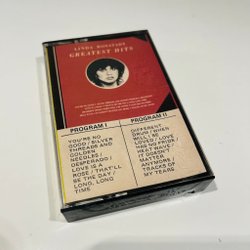 LINDA RONSTADT
GREATEST HITS
PROGRAM I
YOU'RE NO
GOOD / SILVER
THREADS AND
GOLDEN
NEEDLES /
DESPERADO /
LOVE IS A
ROSE / THAT'LL
BE THE DAY /
LONG, LONG
TIME
PROGRAM II
DIFFERENT
DRUM / WHEN
WILL I BE
LOVED / LOVE
HAS NO PRIDE /
HEAT WAVE /
IT DOESN'T
MATTER
ANYMORE /
TRACKS OF
MY TEARS